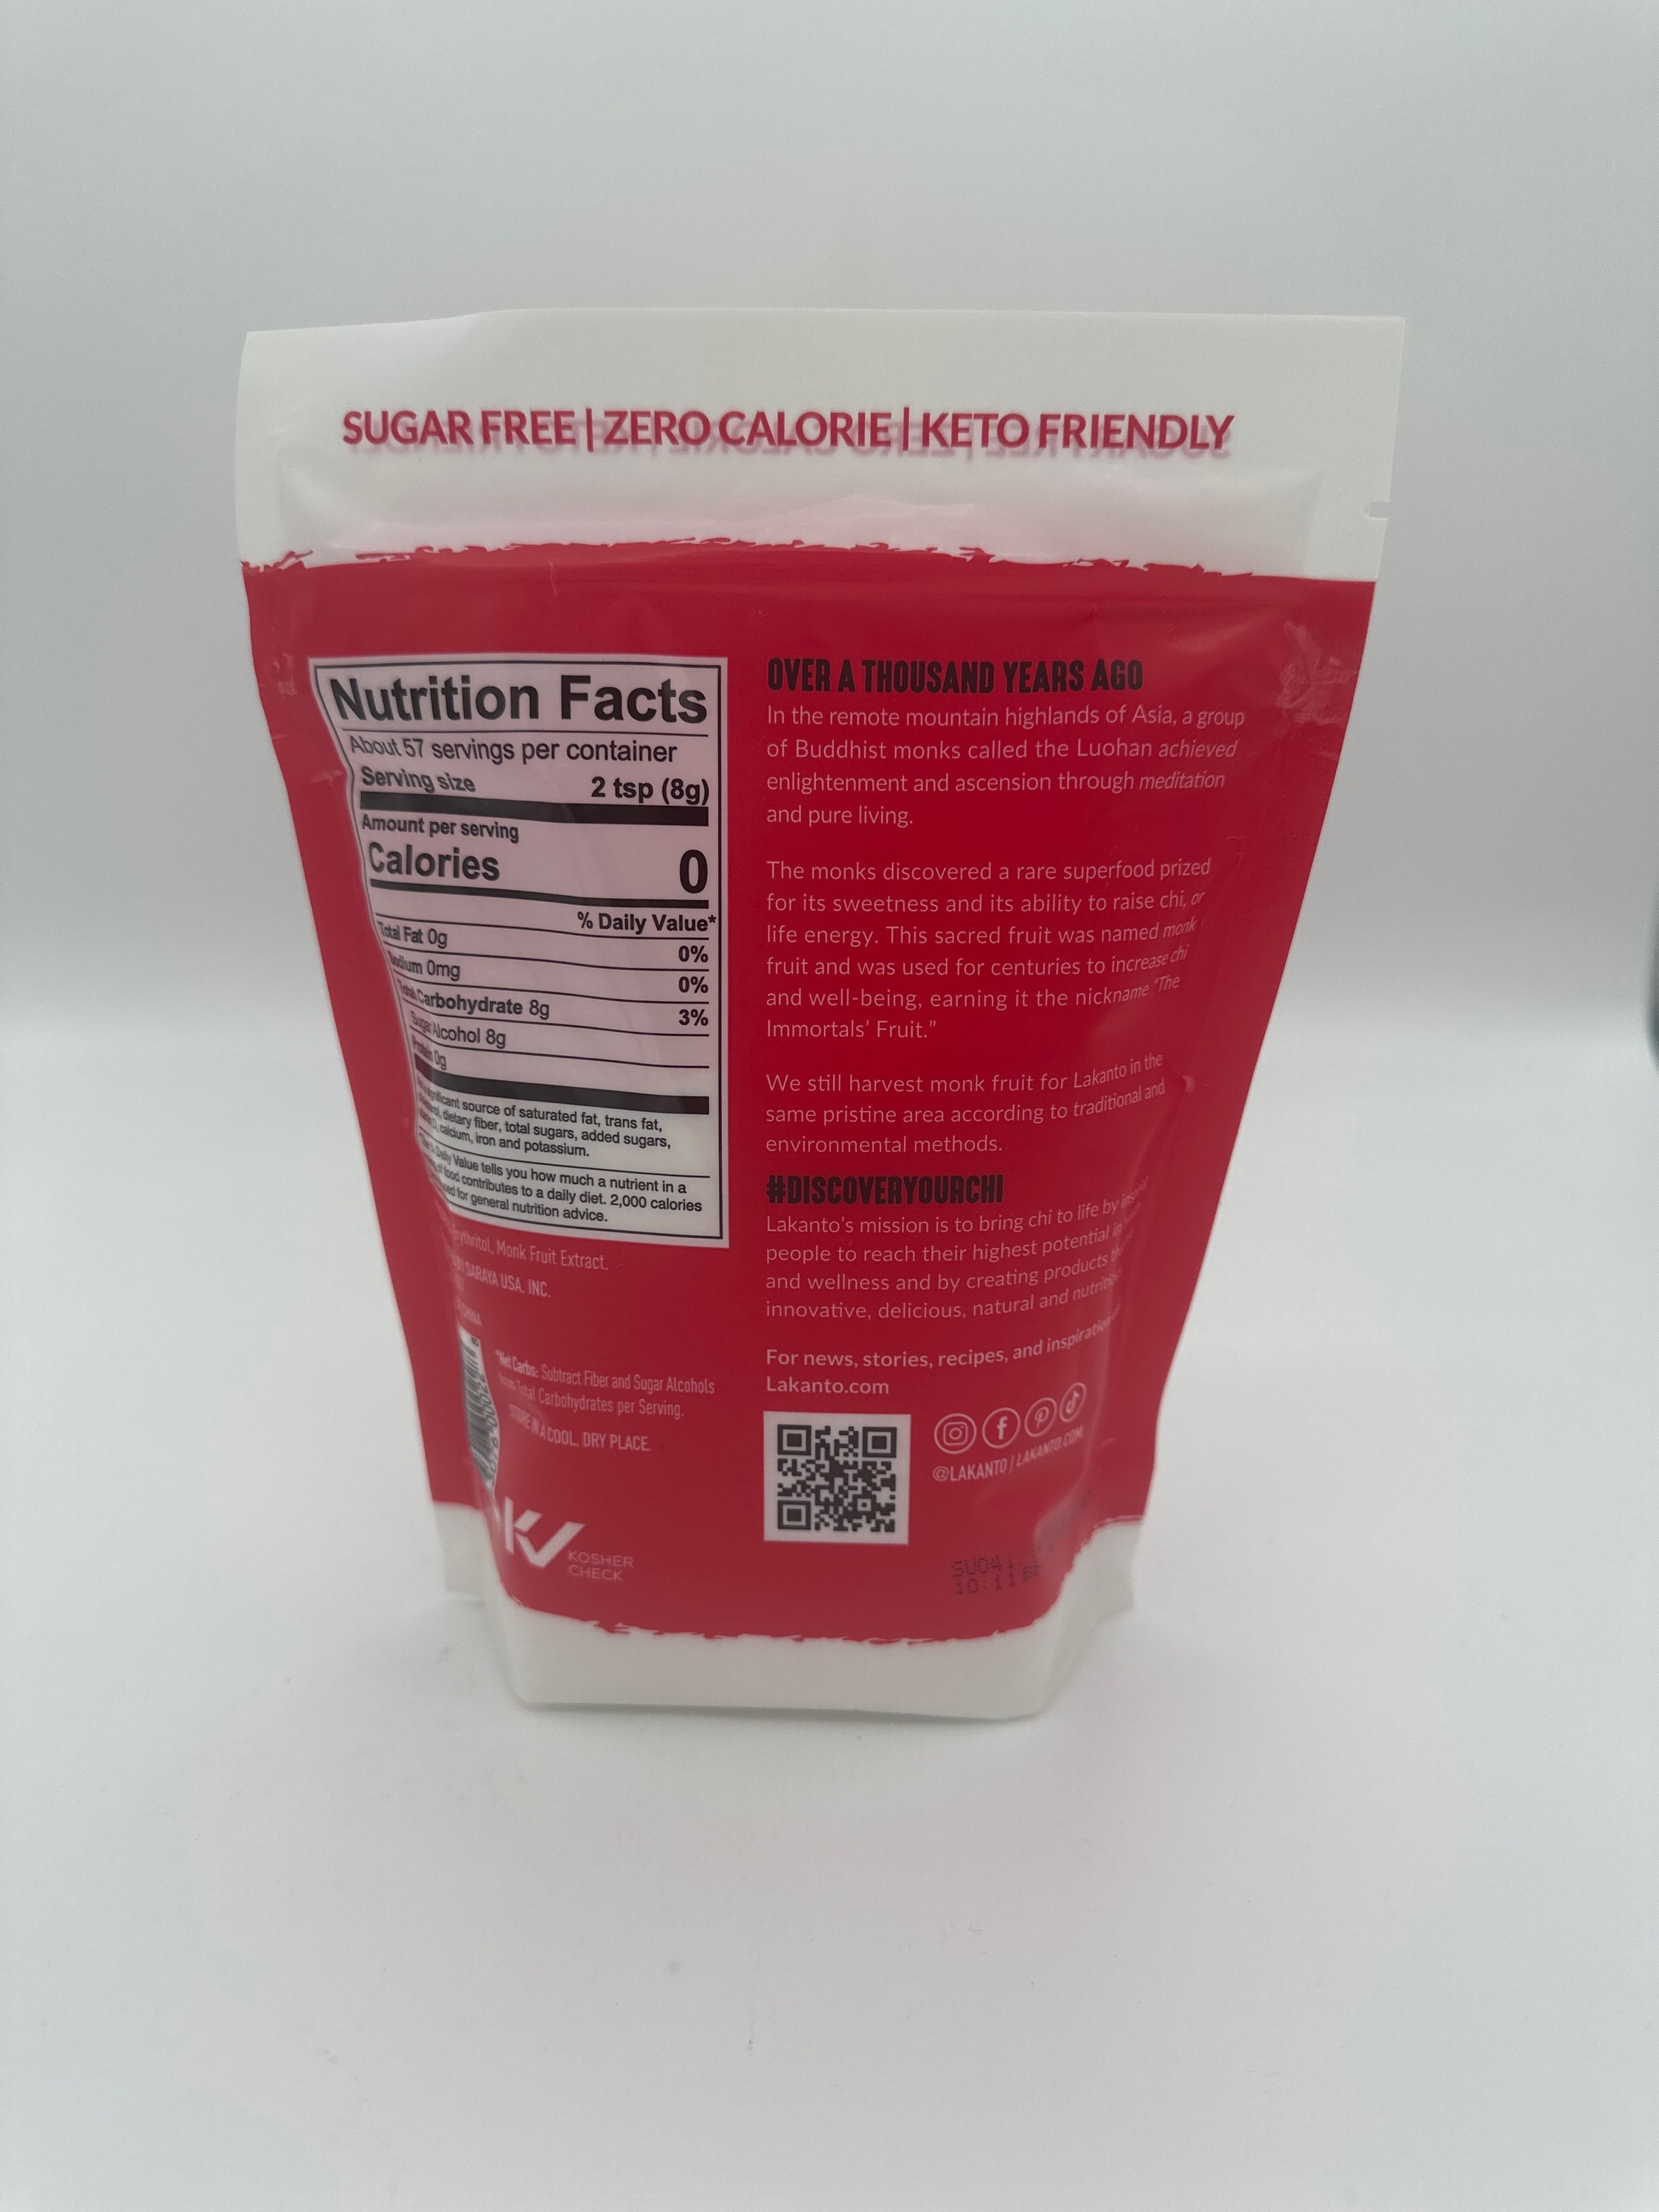 SUGAR FREE | ZERO CALORIE | KETO FRIENDLY
Nutrition Facts
About 57 servings per container
Serving size 2 tsp (8g)
Amount per serving
Calories 0
% Daily Value*
Total Fat 0g 0%
Sodium 0mg 0%
Total Carbohydrate 8g 3%
Sugar Alcohol 8g
Protein 0g
source of saturated fat, trans fat,
dietary fiber, total sugars, added sugars,
calcium, iron and potassium.
Daily Value tells you how much a nutrient in a
of food contributes to a daily diet. 2,000 calories
for general nutrition advice.
Erythritol, Monk Fruit Extract.
SARAYA USA, INC.
CHINA
*Net Carbs: Subtract Fiber and Sugar Alcohols
from Total Carbohydrates per Serving.
STORE IN A COOL, DRY PLACE.
KOSHER
CHECK
OVER A THOUSAND YEARS AGO
In the remote mountain highlands of Asia, a group
of Buddhist monks called the Luohan achieved
enlightenment and ascension through meditation
and pure living.
The monks discovered a rare superfood prized
for its sweetness and its ability to raise chi, or
life energy. This sacred fruit was named monk
fruit and was used for centuries to increase chi
and well-being, earning it the nickname "The
Immortals' Fruit."
We still harvest monk fruit for Lakanto in the
same pristine area according to traditional and
environmental methods.
#DISCOVERYOURCHI
Lakanto's mission is to bring chi to life by
people to reach their highest potential in
and wellness and by creating products
innovative, delicious, natural and
For news, stories, recipes, and inspiration
Lakanto.com
@LAKANTO | LAKANTO.COM
10:11